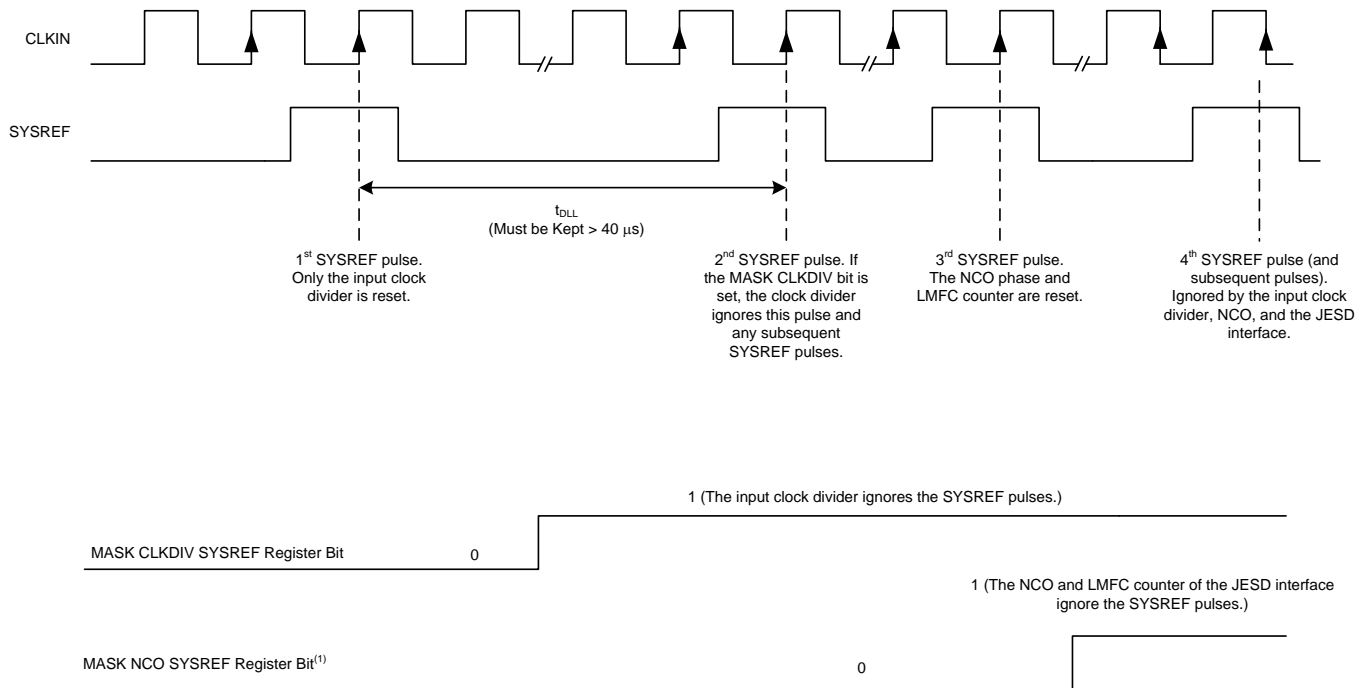 CLKIN
SYSREF
tDLL
(Must be Kept > 40 μs)
1st SYSREF pulse.
Only the input clock
divider is reset.
2nd SYSREF pulse. If
the MASK CLKDIV bit is
set, the clock divider
ignores this pulse and
any subsequent
SYSREF pulses.
3rd SYSREF pulse.
The NCO phase and
LMFC counter are reset.
4th SYSREF pulse (and
subsequent pulses).
Ignored by the input clock
divider, NCO, and the JESD
interface.
1 (The input clock divider ignores the SYSREF pulses.)
MASK CLKDIV SYSREF Register Bit 0
1 (The NCO and LMFC counter of the JESD interface
ignore the SYSREF pulses.)
MASK NCO SYSREF Register Bit(1) 0